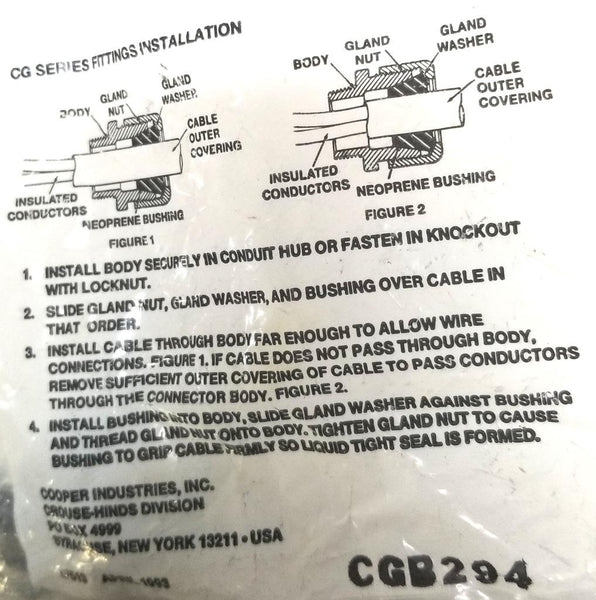 CG SERIES FITTINGS INSTALLATION
BODY
GLAND NUT
GLAND WASHER
CABLE OUTER COVERING
INSULATED CONDUCTORS
NEOPRENE BUSHING
FIGURE 1
BODY
GLAND NUT
GLAND WASHER
CABLE OUTER COVERING
INSULATED CONDUCTORS
NEOPRENE BUSHING
FIGURE 2
1. INSTALL BODY SECURELY IN CONDUIT HUB OR FASTEN IN KNOCKOUT
WITH LOCKNUT.
2. SLIDE GLAND NUT, GLAND WASHER, AND BUSHING OVER CABLE IN
THAT ORDER.
3. INSTALL CABLE THROUGH BODY FAR ENOUGH TO ALLOW WIRE
CONNECTIONS. FIGURE 1. IF CABLE DOES NOT PASS THROUGH BODY,
REMOVE SUFFICIENT OUTER COVERING OF CABLE TO PASS CONDUCTORS
THROUGH THE CONNECTOR BODY. FIGURE 2.
4. INSTALL BUSHING INTO BODY, SLIDE GLAND WASHER AGAINST BUSHING
AND THREAD GLAND NUT ONTO BODY. TIGHTEN GLAND NUT TO CAUSE
BUSHING TO GRIP CABLE FIRMLY SO LIQUID TIGHT SEAL IS FORMED.
COOPER INDUSTRIES, INC.
CROUSE-HINDS DIVISION
PO BOX 4999
SYRACUSE, NEW YORK 13211 • USA
APRIL 1993
CGB294